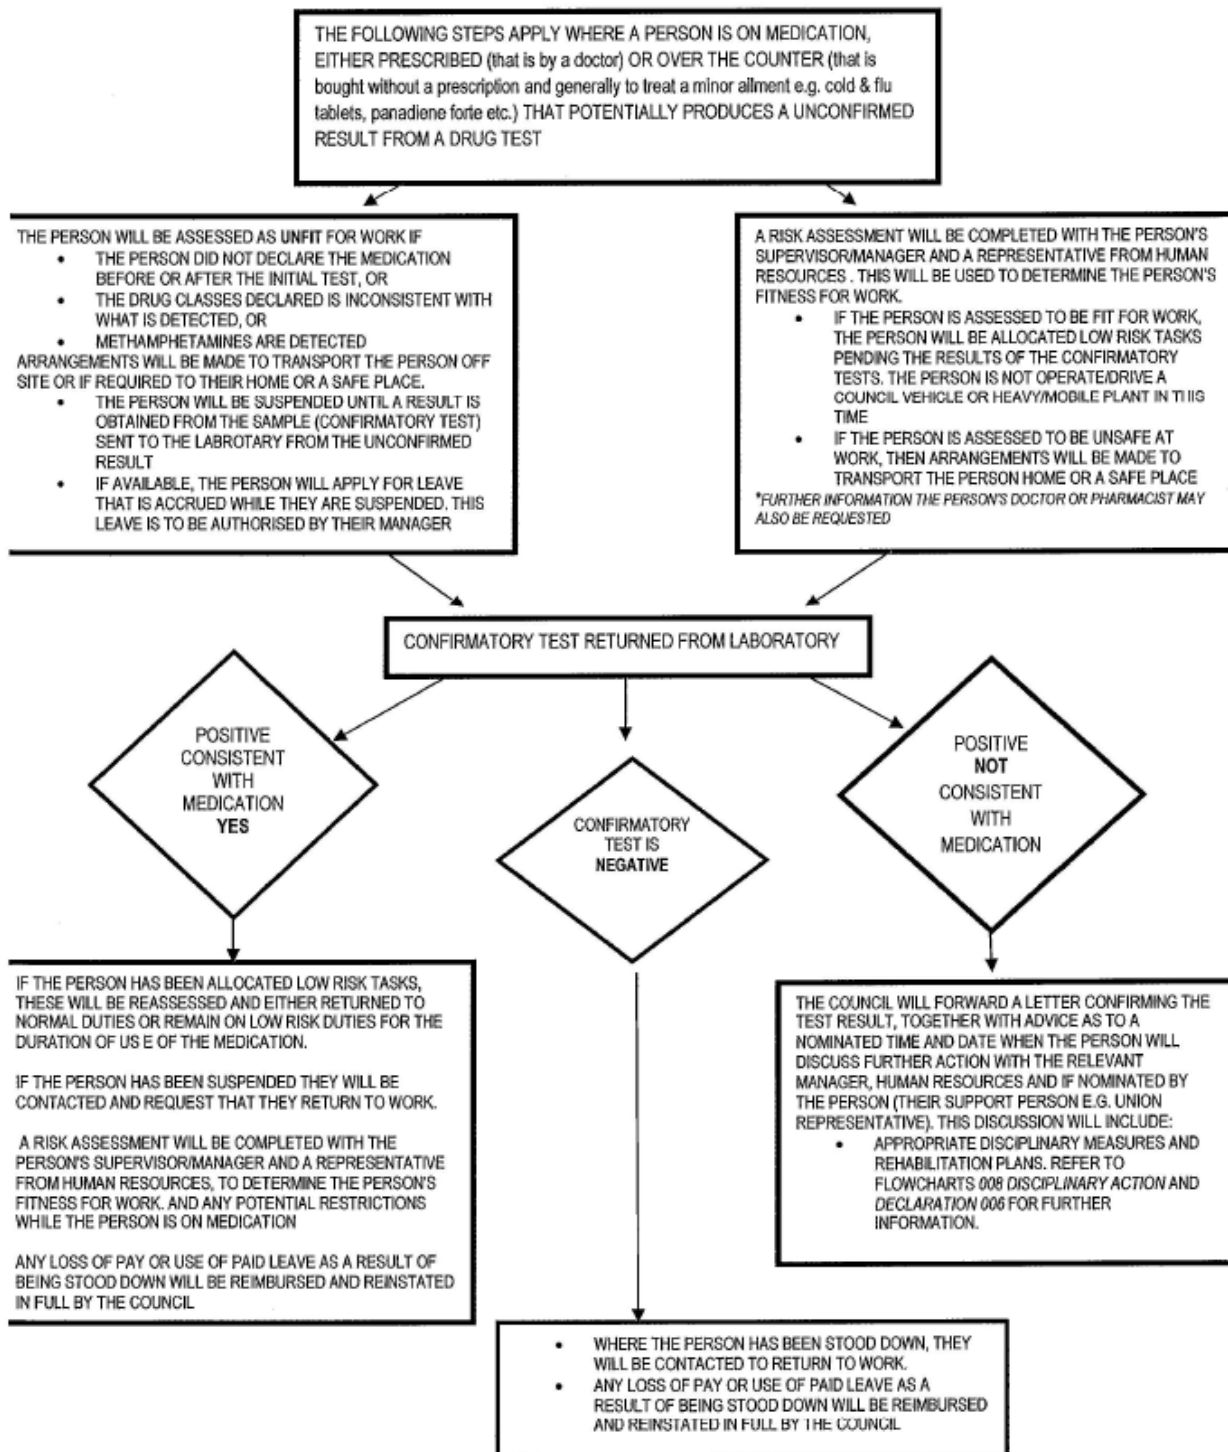 THE FOLLOWING STEPS APPLY WHERE A PERSON IS ON MEDICATION,
EITHER PRESCRIBED (that is by a doctor) OR OVER THE COUNTER (that is
bought without a prescription and generally to treat a minor ailment e.g. cold & flu
tablets, panadiene forte etc.) THAT POTENTIALLY PRODUCES A UNCONFIRMED
RESULT FROM A DRUG TEST
THE PERSON WILL BE ASSESSED AS UNFIT FOR WORK IF
• THE PERSON DID NOT DECLARE THE MEDICATION
BEFORE OR AFTER THE INITIAL TEST, OR
• THE DRUG CLASSES DECLARED IS INCONSISTENT WITH
WHAT IS DETECTED, OR
• METHAMPHETAMINES ARE DETECTED
ARRANGEMENTS WILL BE MADE TO TRANSPORT THE PERSON OFF
SITE OR IF REQUIRED TO THEIR HOME OR A SAFE PLACE.
• THE PERSON WILL BE SUSPENDED UNTIL A RESULT IS
OBTAINED FROM THE SAMPLE (CONFIRMATORY TEST)
SENT TO THE LABROTARY FROM THE UNCONFIRMED
RESULT
• IF AVAILABLE, THE PERSON WILL APPLY FOR LEAVE
THAT IS ACCRUED WHILE THEY ARE SUSPENDED. THIS
LEAVE IS TO BE AUTHORISED BY THEIR MANAGER
A RISK ASSESSMENT WILL BE COMPLETED WITH THE PERSON'S
SUPERVISOR/MANAGER AND A REPRESENTATIVE FROM HUMAN
RESOURCES . THIS WILL BE USED TO DETERMINE THE PERSON'S
FITNESS FOR WORK.
• IF THE PERSON IS ASSESSED TO BE FIT FOR WORK,
THE PERSON WILL BE ALLOCATED LOW RISK TASKS
PENDING THE RESULTS OF THE CONFIRMATORY
TESTS. THE PERSON IS NOT OPERATE/DRIVE A
COUNCIL VEHICLE OR HEAVY/MOBILE PLANT IN THIS
TIME
• IF THE PERSON IS ASSESSED TO BE UNSAFE AT
WORK, THEN ARRANGEMENTS WILL BE MADE TO
TRANSPORT THE PERSON HOME OR A SAFE PLACE
*FURTHER INFORMATION THE PERSON'S DOCTOR OR PHARMACIST MAY
ALSO BE REQUESTED
CONFIRMATORY TEST RETURNED FROM LABORATORY
POSITIVE
CONSISTENT
WITH
MEDICATION
YES
CONFIRMATORY
TEST IS
NEGATIVE
POSITIVE
NOT
CONSISTENT
WITH
MEDICATION
IF THE PERSON HAS BEEN ALLOCATED LOW RISK TASKS,
THESE WILL BE REASSESSED AND EITHER RETURNED TO
NORMAL DUTIES OR REMAIN ON LOW RISK DUTIES FOR THE
DURATION OF US E OF THE MEDICATION.
IF THE PERSON HAS BEEN SUSPENDED THEY WILL BE
CONTACTED AND REQUEST THAT THEY RETURN TO WORK.
A RISK ASSESSMENT WILL BE COMPLETED WITH THE
PERSON'S SUPERVISOR/MANAGER AND A REPRESENTATIVE
FROM HUMAN RESOURCES, TO DETERMINE THE PERSON'S
FITNESS FOR WORK. AND ANY POTENTIAL RESTRICTIONS
WHILE THE PERSON IS ON MEDICATION
ANY LOSS OF PAY OR USE OF PAID LEAVE AS A RESULT OF
BEING STOOD DOWN WILL BE REIMBURSED AND REINSTATED
IN FULL BY THE COUNCIL
THE COUNCIL WILL FORWARD A LETTER CONFIRMING THE
TEST RESULT, TOGETHER WITH ADVICE AS TO A
NOMINATED TIME AND DATE WHEN THE PERSON WILL
DISCUSS FURTHER ACTION WITH THE RELEVANT
MANAGER, HUMAN RESOURCES AND IF NOMINATED BY
THE PERSON (THEIR SUPPORT PERSON E.G. UNION
REPRESENTATIVE). THIS DISCUSSION WILL INCLUDE:
• APPROPRIATE DISCIPLINARY MEASURES AND
REHABILITATION PLANS. REFER TO
FLOWCHARTS 008 DISCIPLINARY ACTION AND
DECLARATION 006 FOR FURTHER
INFORMATION.
• WHERE THE PERSON HAS BEEN STOOD DOWN, THEY
WILL BE CONTACTED TO RETURN TO WORK.
• ANY LOSS OF PAY OR USE OF PAID LEAVE AS A
RESULT OF BEING STOOD DOWN WILL BE REIMBURSED
AND REINSTATED IN FULL BY THE COUNCIL